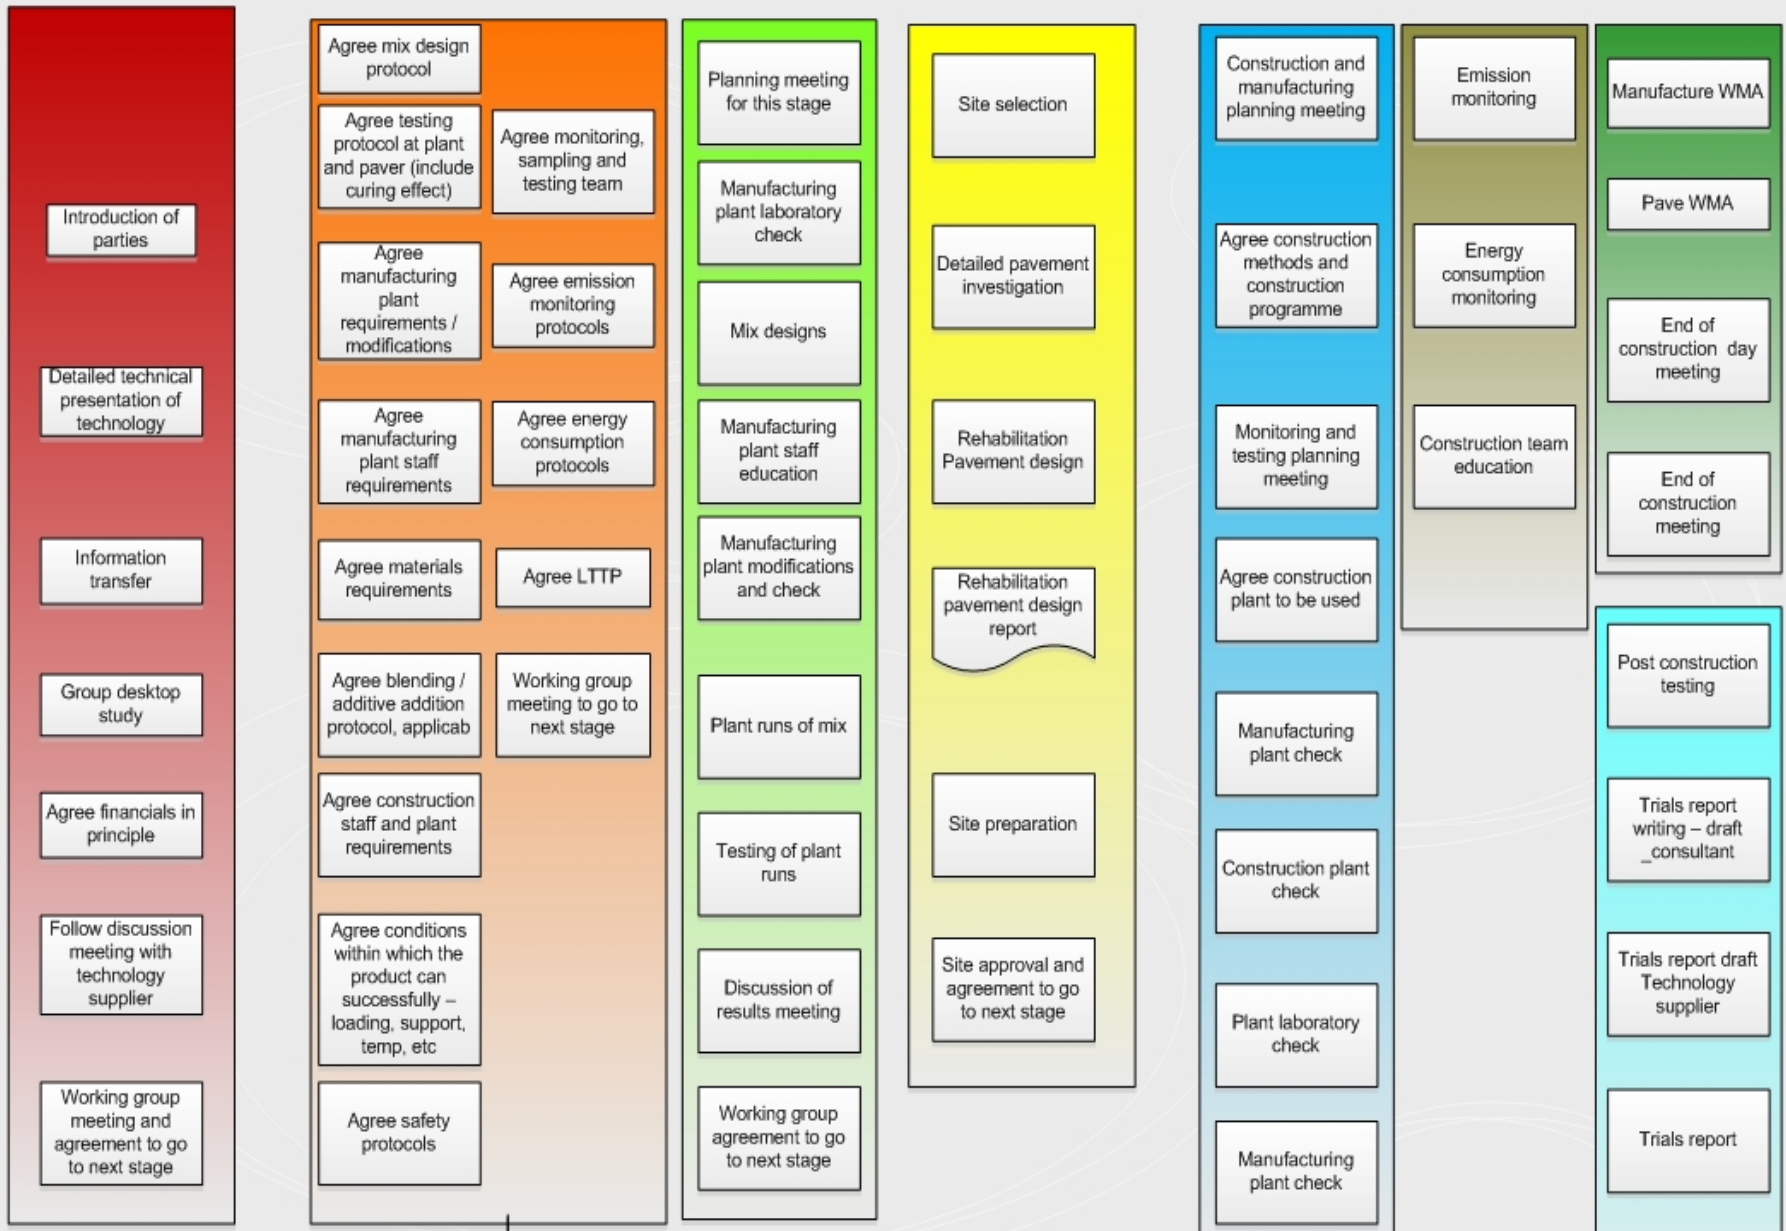 Introduction of
parties
Detailed technical
presentation of
technology
Information
transfer
Group desktop
study
Agree financials in
principle
Follow discussion
meeting with
technology
supplier
Working group
meeting and
agreement to go
to next stage
Agree mix design
protocol
Agree testing
protocol at plant
and paver (include
curing effect)
Agree
manufacturing
plant
requirements /
modifications
Agree
manufacturing
plant staff
requirements
Agree materials
requirements
Agree blending /
additive addition
protocol, applicab
Agree construction
staff and plant
requirements
Agree conditions
within which the
product can
successfully –
loading, support,
temp, etc
Agree safety
protocols
Agree monitoring,
sampling and
testing team
Agree emission
monitoring
protocols
Agree energy
consumption
protocols
Agree LTTP
Working group
meeting to go to
next stage
Planning meeting
for this stage
Manufacturing
plant laboratory
check
Mix designs
Manufacturing
plant staff
education
Manufacturing
plant modifications
and check
Plant runs of mix
Testing of plant
runs
Discussion of
results meeting
Working group
agreement to go
to next stage
Site selection
Detailed pavement
investigation
Rehabilitation
Pavement design
Rehabilitation
pavement design
report
Site preparation
Site approval and
agreement to go
to next stage
Construction and
manufacturing
planning meeting
Agree construction
methods and
construction
programme
Monitoring and
testing planning
meeting
Agree construction
plant to be used
Manufacturing
plant check
Construction plant
check
Plant laboratory
check
Manufacturing
plant check
Emission
monitoring
Energy
consumption
monitoring
Construction team
education
Manufacture WMA
Pave WMA
End of
construction day
meeting
End of
construction
meeting
Post construction
testing
Trials report
writing – draft
_consultant
Trials report draft
Technology
supplier
Trials report